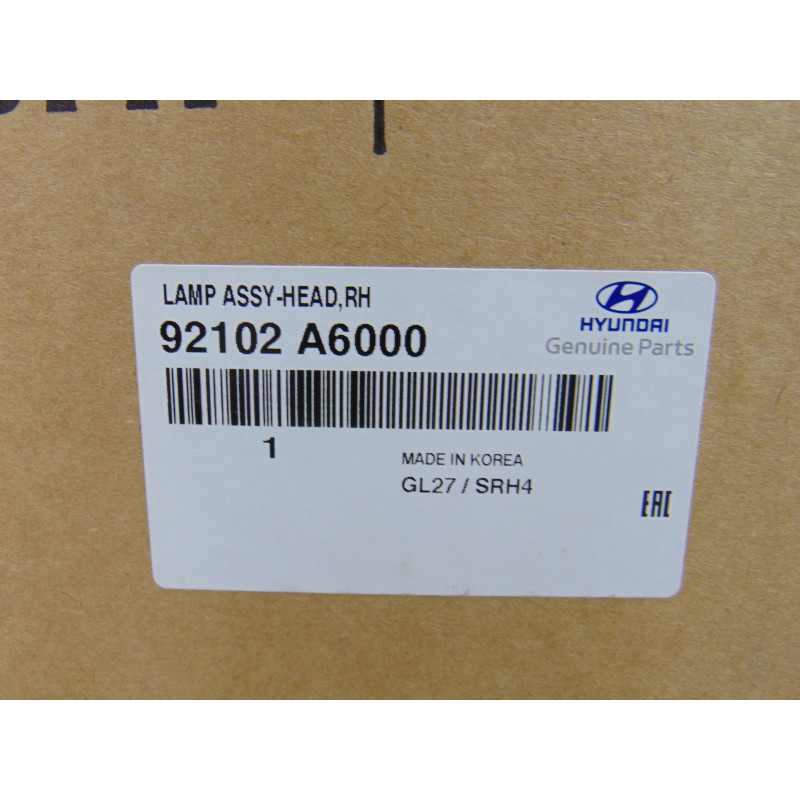 LAMP ASSY-HEAD,RH
92102 A6000
HYUNDAI
Genuine Parts
1
MADE IN KOREA
GL27 / SRH4
EAC